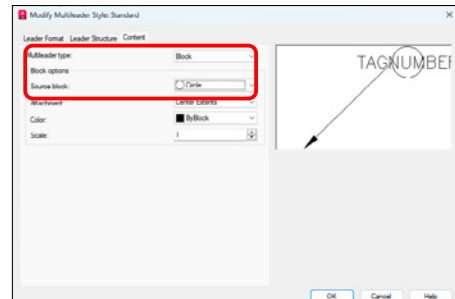 Modify Multileader Style: Standard
Leader Format Leader Structure Content
Multileader type: Block
Block options
Source block: Circle
Attachment: Center Extents
Color: ByBlock
Scale: 1
TAGNUMBER
OK Cancel Help